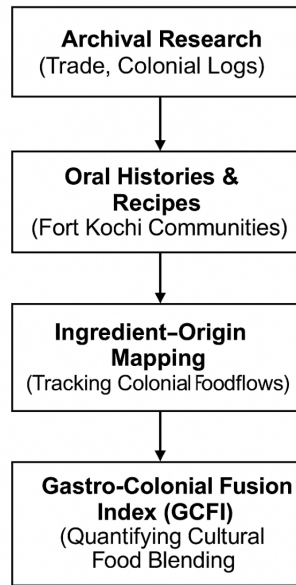 Archival Research
(Trade, Colonial Logs)
Oral Histories &
Recipes
(Fort Kochi Communities)
Ingredient–Origin
Mapping
(Tracking Colonial Foodflows)
Gastro-Colonial Fusion
Index (GCFI)
(Quantifying Cultural
Food Blending